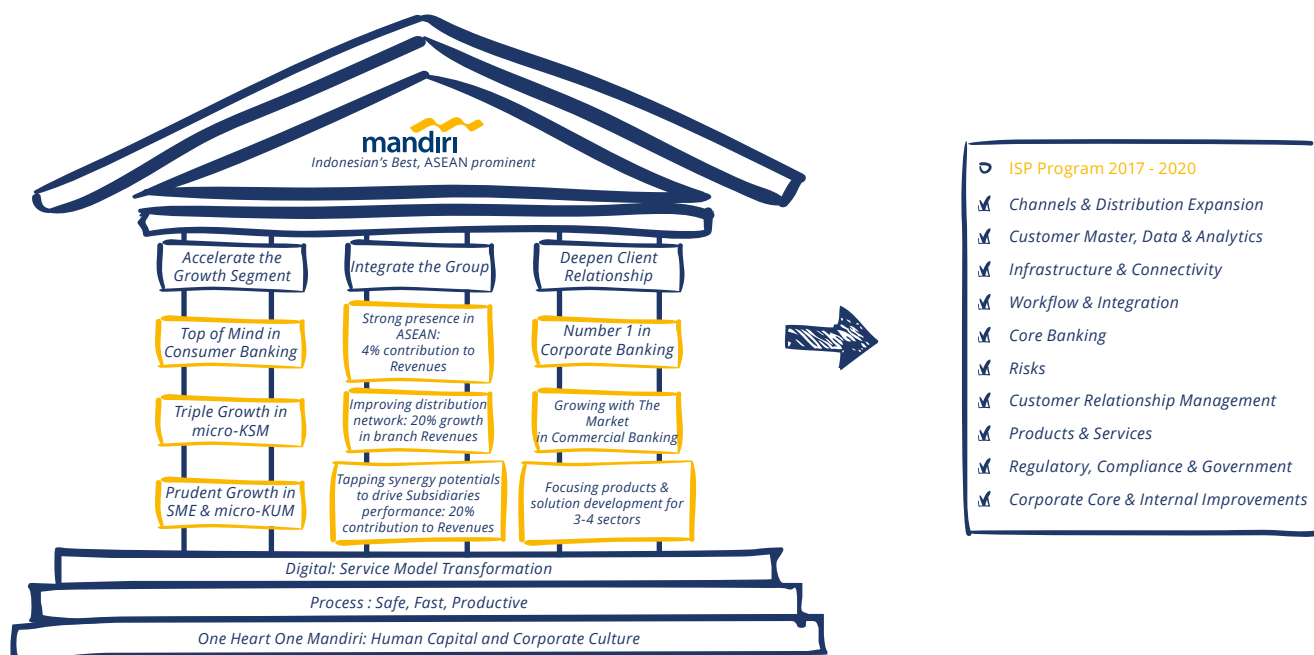 mandiri
Indonesian's Best, ASEAN prominent
Accelerate the
Growth Segment
Top of Mind in
Consumer Banking
Triple Growth in
micro-KSM
Prudent Growth in
SME & micro-KUM
Integrate the Group
Strong presence in
ASEAN:
4% contribution to
Revenues
Improving distribution
network: 20% growth
in branch Revenues
Tapping synergy potentials
to drive Subsidiaries
performance: 20%
contribution to Revenues
Deepen Client
Relationship
Number 1 in
Corporate Banking
Growing with The
Market
in Commercial Banking
Focusing products &
solution development for
3-4 sectors
Digital: Service Model Transformation
Process : Safe, Fast, Productive
One Heart One Mandiri: Human Capital and Corporate Culture
ISP Program 2017 - 2020
Channels & Distribution Expansion
Customer Master, Data & Analytics
Infrastructure & Connectivity
Workflow & Integration
Core Banking
Risks
Customer Relationship Management
Products & Services
Regulatory, Compliance & Government
Corporate Core & Internal Improvements